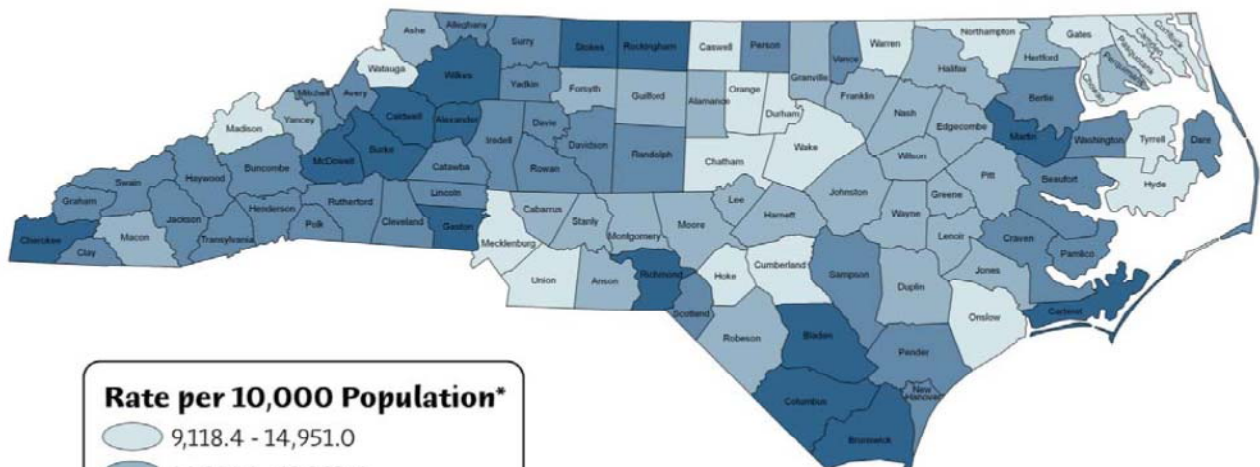 Ashe
Alleghany
Surry
Stokes
Rockingham
Caswell
Person
Vance
Warren
Northampton
Gates
Camden
Pasquotank
Perquimans
Chowan
Hertford
Halifax
Granville
Watauga
Wilkes
Yadkin
Forsyth
Guilford
Alamance
Orange
Durham
Franklin
Nash
Bertie
Mitchell
Avery
Caldwell
Alexander
Iredell
Davie
Davidson
Randolph
Chatham
Wake
Edgecombe
Martin
Washington
Tyrrell
Dare
Madison
Yancey
McDowell
Burke
Catawba
Rowan
Wilson
Pitt
Beaufort
Hyde
Swain
Haywood
Buncombe
Lincoln
Johnston
Greene
Graham
Jackson
Henderson
Rutherford
Polk
Cleveland
Gaston
Cabarrus
Stanly
Montgomery
Moore
Lee
Harnett
Wayne
Lenoir
Craven
Pamlico
Cherokee
Clay
Macon
Transylvania
Mecklenburg
Union
Anson
Richmond
Hoke
Cumberland
Sampson
Duplin
Jones
Carteret
Scotland
Robeson
Bladen
Pender
Onslow
New
Hanover
Columbus
Brunswick
Rate per 10,000 Population*
9,118.4 - 14,951.0